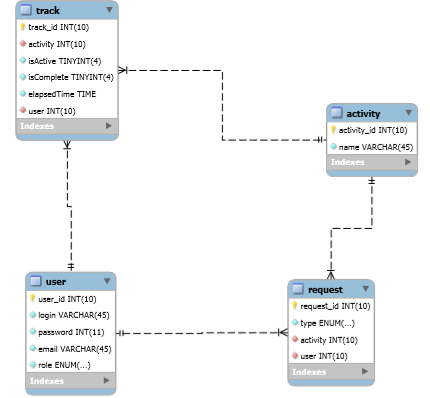 track
track_id INT(10)
activity INT(10)
isActive TINYINT(4)
isComplete TINYINT(4)
elapsedTime TIME
user INT(10)
Indexes
activity
activity_id INT(10)
name VARCHAR(45)
Indexes
user
user_id INT(10)
login VARCHAR(45)
password INT(11)
email VARCHAR(45)
role ENUM(...)
Indexes
request
request_id INT(10)
type ENUM(...)
activity INT(10)
user INT(10)
Indexes